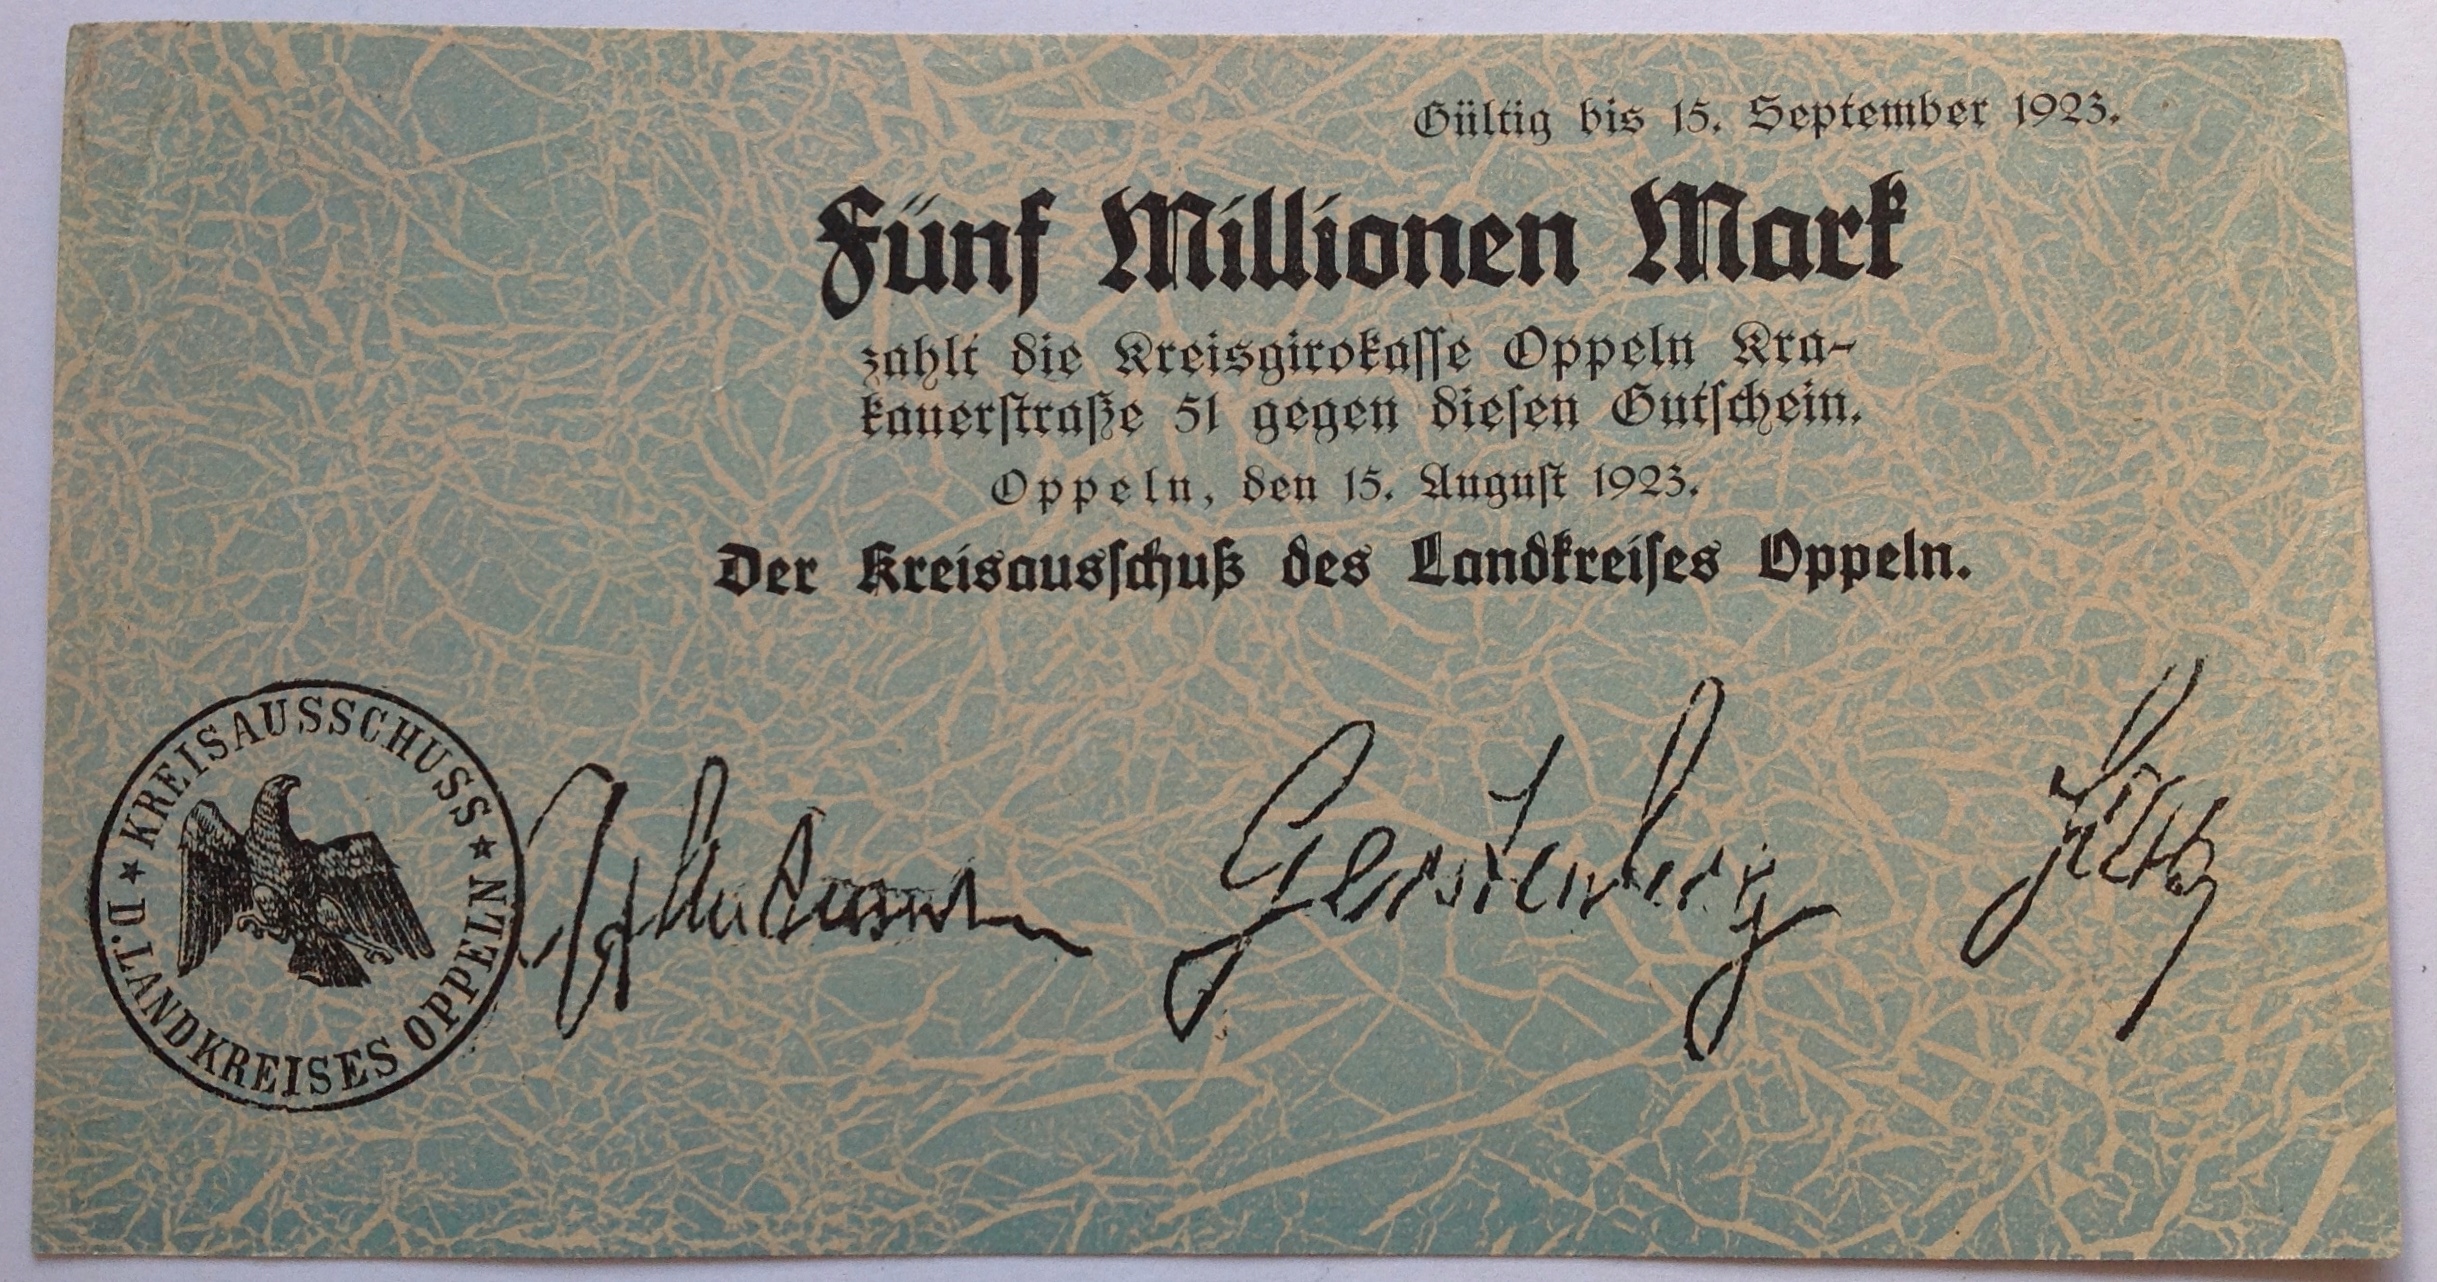 Gültig bis 15. September 1923.
Fünf Millionen Mark
zahlt die Kreisgirokasse Oppeln Kra-
kauerstraße 51 gegen diesen Gutschein.
Oppeln, den 15. August 1923.
Der Kreisausschuß des Landkreises Oppeln.
★ KREISAUSSCHUSS ★
D. LANDKREISES OPPELN
Gerstenberg